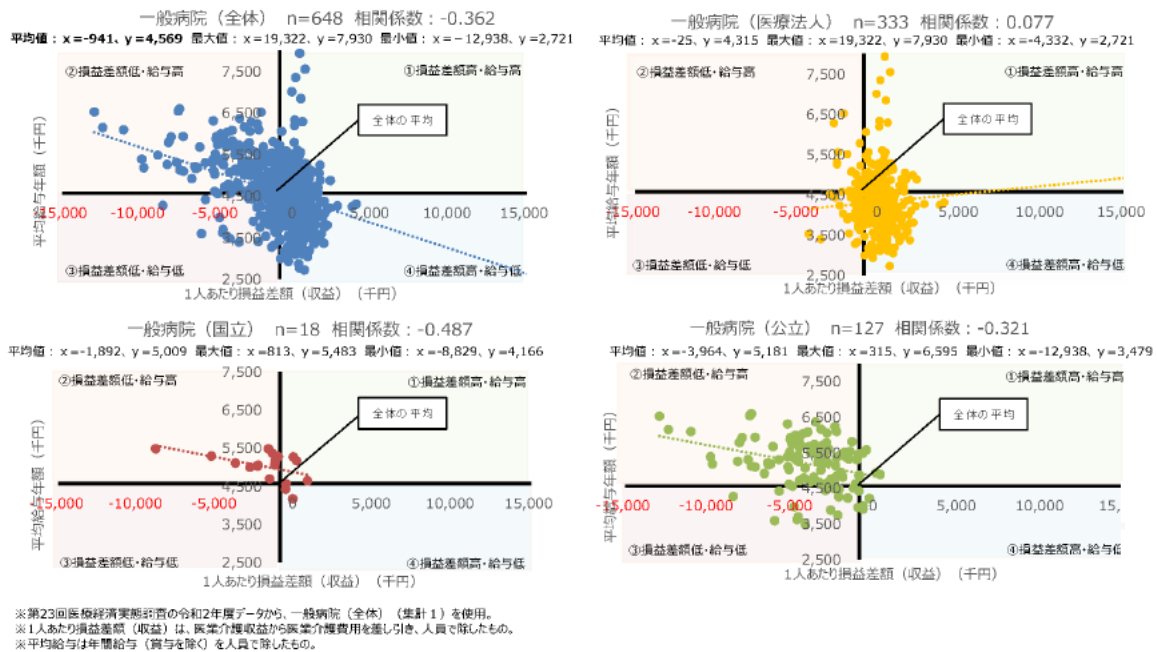 一般病院（全体） n=648 相関係数：-0.362
平均値：x=-941、y=4,569 最大値：x=19,322、y=7,930 最小値：x=－12,938、y=2,721
②損益差額低・給与高
①損益差額高・給与高
7,500
6,500
5,500
4,500
3,500
2,500
全体の平均
平均給与年額（千円）
-15,000 -10,000 -5,000 0 5,000 10,000 15,000
③損益差額低・給与低
④損益差額高・給与低
1人あたり損益差額（収益）（千円）
一般病院（医療法人） n=333 相関係数：0.077
平均値：x=-25、y=4,315 最大値：x=19,322、y=7,930 最小値：x=-4,332、y=2,721
②損益差額低・給与高
①損益差額高・給与高
7,500
6,500
5,500
4,500
3,500
2,500
全体の平均
平均給与年額（千円）
-15,000 -10,000 -5,000 0 5,000 10,000 15,000
③損益差額低・給与低
④損益差額高・給与低
1人あたり損益差額（収益）（千円）
一般病院（国立） n=18 相関係数：-0.487
平均値：x=-1,892、y=5,009 最大値：x=813、y=5,483 最小値：x=-8,829、y=4,166
②損益差額低・給与高
①損益差額高・給与高
7,500
6,500
5,500
4,500
3,500
2,500
全体の平均
平均給与年額（千円）
-15,000 -10,000 -5,000 0 5,000 10,000 15,000
③損益差額低・給与低
④損益差額高・給与低
1人あたり損益差額（収益）（千円）
一般病院（公立） n=127 相関係数：-0.321
平均値：x=-3,964、y=5,181 最大値：x=315、y=6,595 最小値：x=-12,938、y=3,479
②損益差額低・給与高
①損益差額高・給与高
7,500
6,500
5,500
4,500
3,500
2,500
全体の平均
平均給与年額（千円）
-15,000 -10,000 -5,000 0 5,000 10,000 15,000
③損益差額低・給与低
④損益差額高・給与低
1人あたり損益差額（収益）（千円）
※第23回医療経済実態調査の令和2年度データから、一般病院（全体）（集計1）を使用。
※1人あたり損益差額（収益）は、医業介護収益から医業介護費用を差し引き、人員で除したもの。
※平均給与は年間給与（賞与を除く）を人員で除したもの。